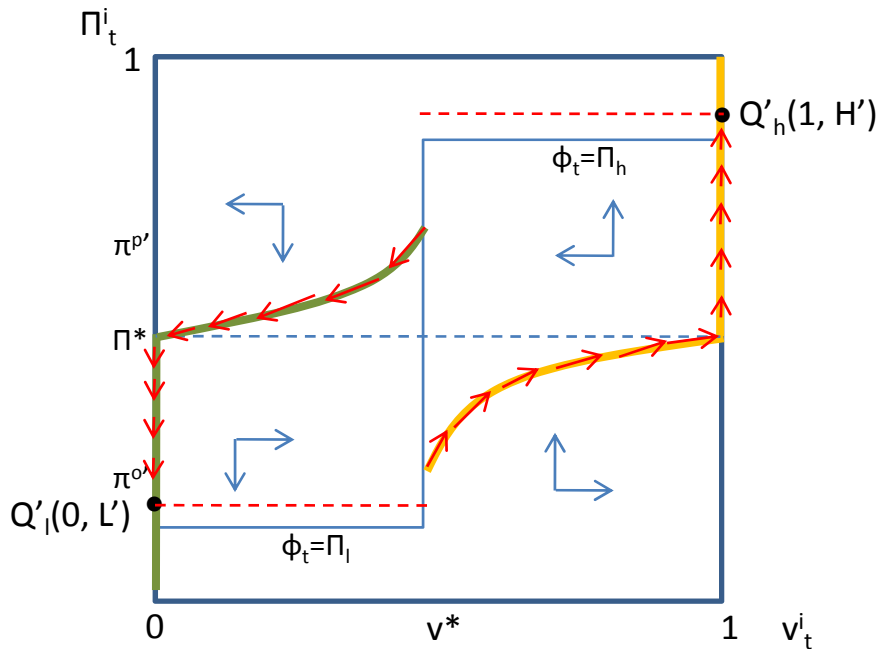 Π^i_t
1
Q'_h(1, H')
ϕ_t=Π_h
π^p'
Π*
π^o'
Q'_l(0, L')
ϕ_t=Π_l
0 v* 1 v^i_t